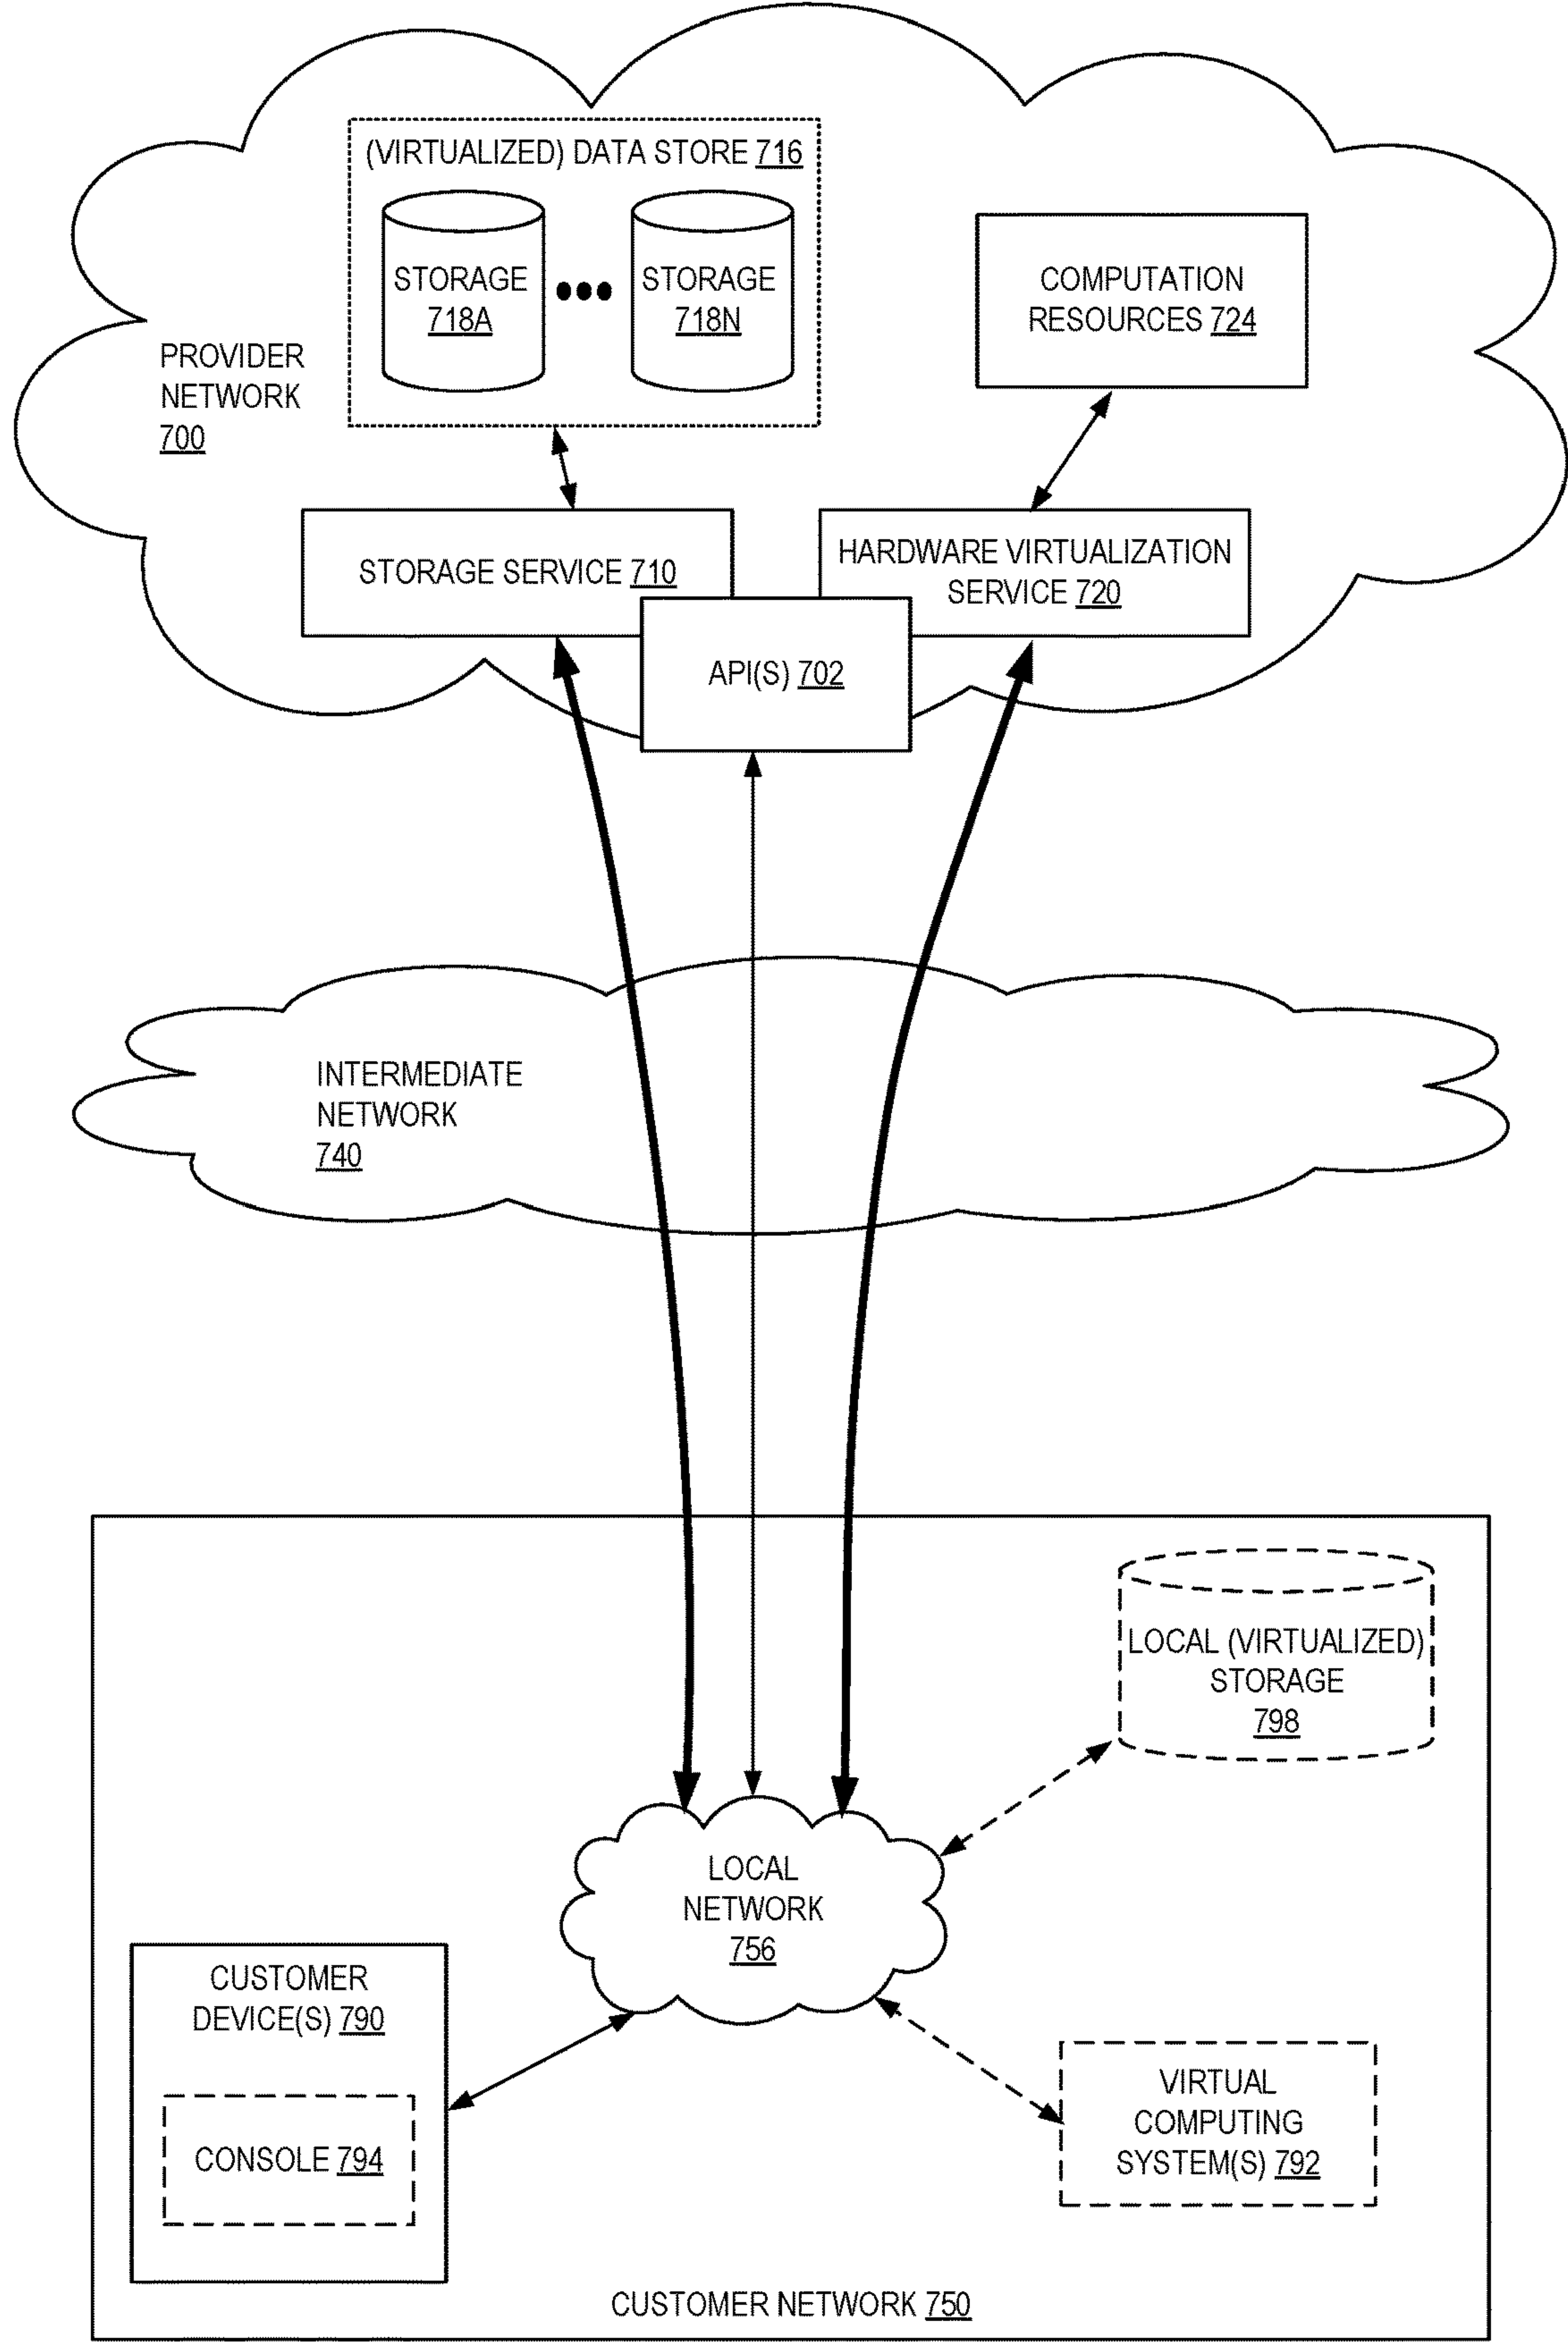 (VIRTUALIZED) DATA STORE 716
STORAGE
718A
STORAGE
718N
COMPUTATION
RESOURCES 724
PROVIDER
NETWORK
700
STORAGE SERVICE 710
HARDWARE VIRTUALIZATION
SERVICE 720
API(S) 702
INTERMEDIATE
NETWORK
740
LOCAL (VIRTUALIZED)
STORAGE
798
LOCAL
NETWORK
756
CUSTOMER
DEVICE(S) 790
CONSOLE 794
VIRTUAL
COMPUTING
SYSTEM(S) 792
CUSTOMER NETWORK 750